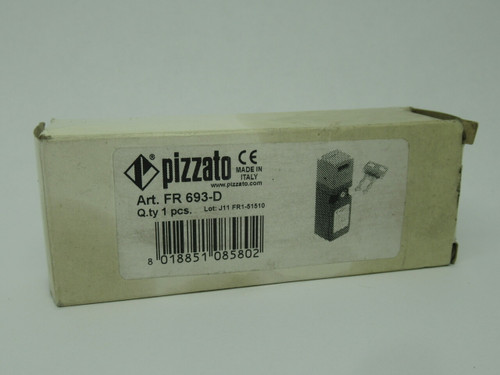 pizzato CE
MADE IN
ITALY
www.pizzato.com
Art. FR 693-D
Q.ty 1 pcs. Lot: J11 FR1-51510
8 018851 085802